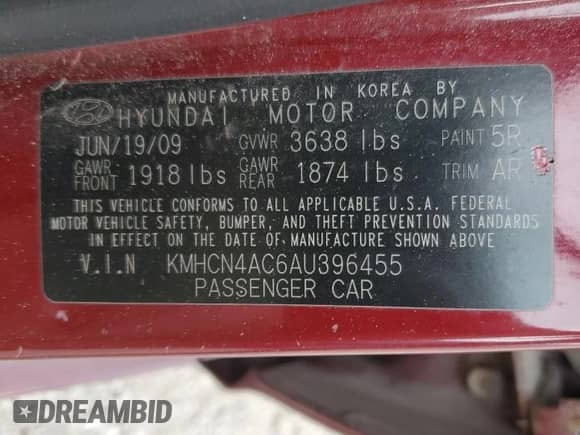 MANUFACTURED IN KOREA BY
HYUNDAI MOTOR COMPANY
JUN/19/09 GVWR 3638 lbs PAINT 5R
GAWR FRONT 1918 lbs GAWR REAR 1874 lbs TRIM AR
THIS VEHICLE CONFORMS TO ALL APPLICABLE U.S.A. FEDERAL
MOTOR VEHICLE SAFETY, BUMPER, AND THEFT PREVENTION STANDARDS
IN EFFECT ON THE DATE OF MANUFACTURE SHOWN ABOVE
V.I.N KMHCN4AC6AU396455
PASSENGER CAR
DREAMBID